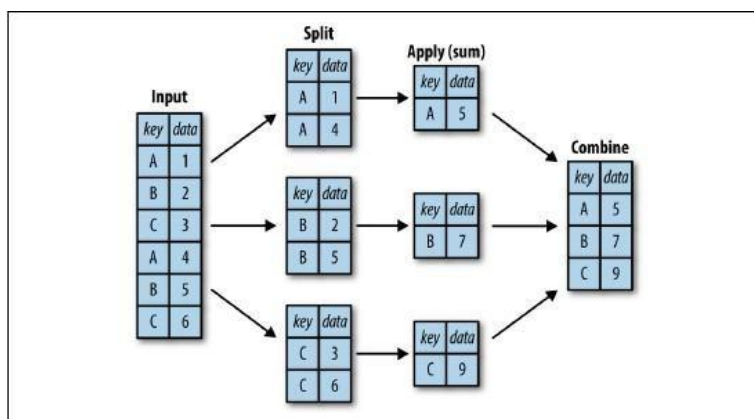 Input
key data
A 1
B 2
C 3
A 4
B 5
C 6
Split
key data
A 1
A 4
key data
B 2
B 5
key data
C 3
C 6
Apply (sum)
key data
A 5
key data
B 7
key data
C 9
Combine
key data
A 5
B 7
C 9